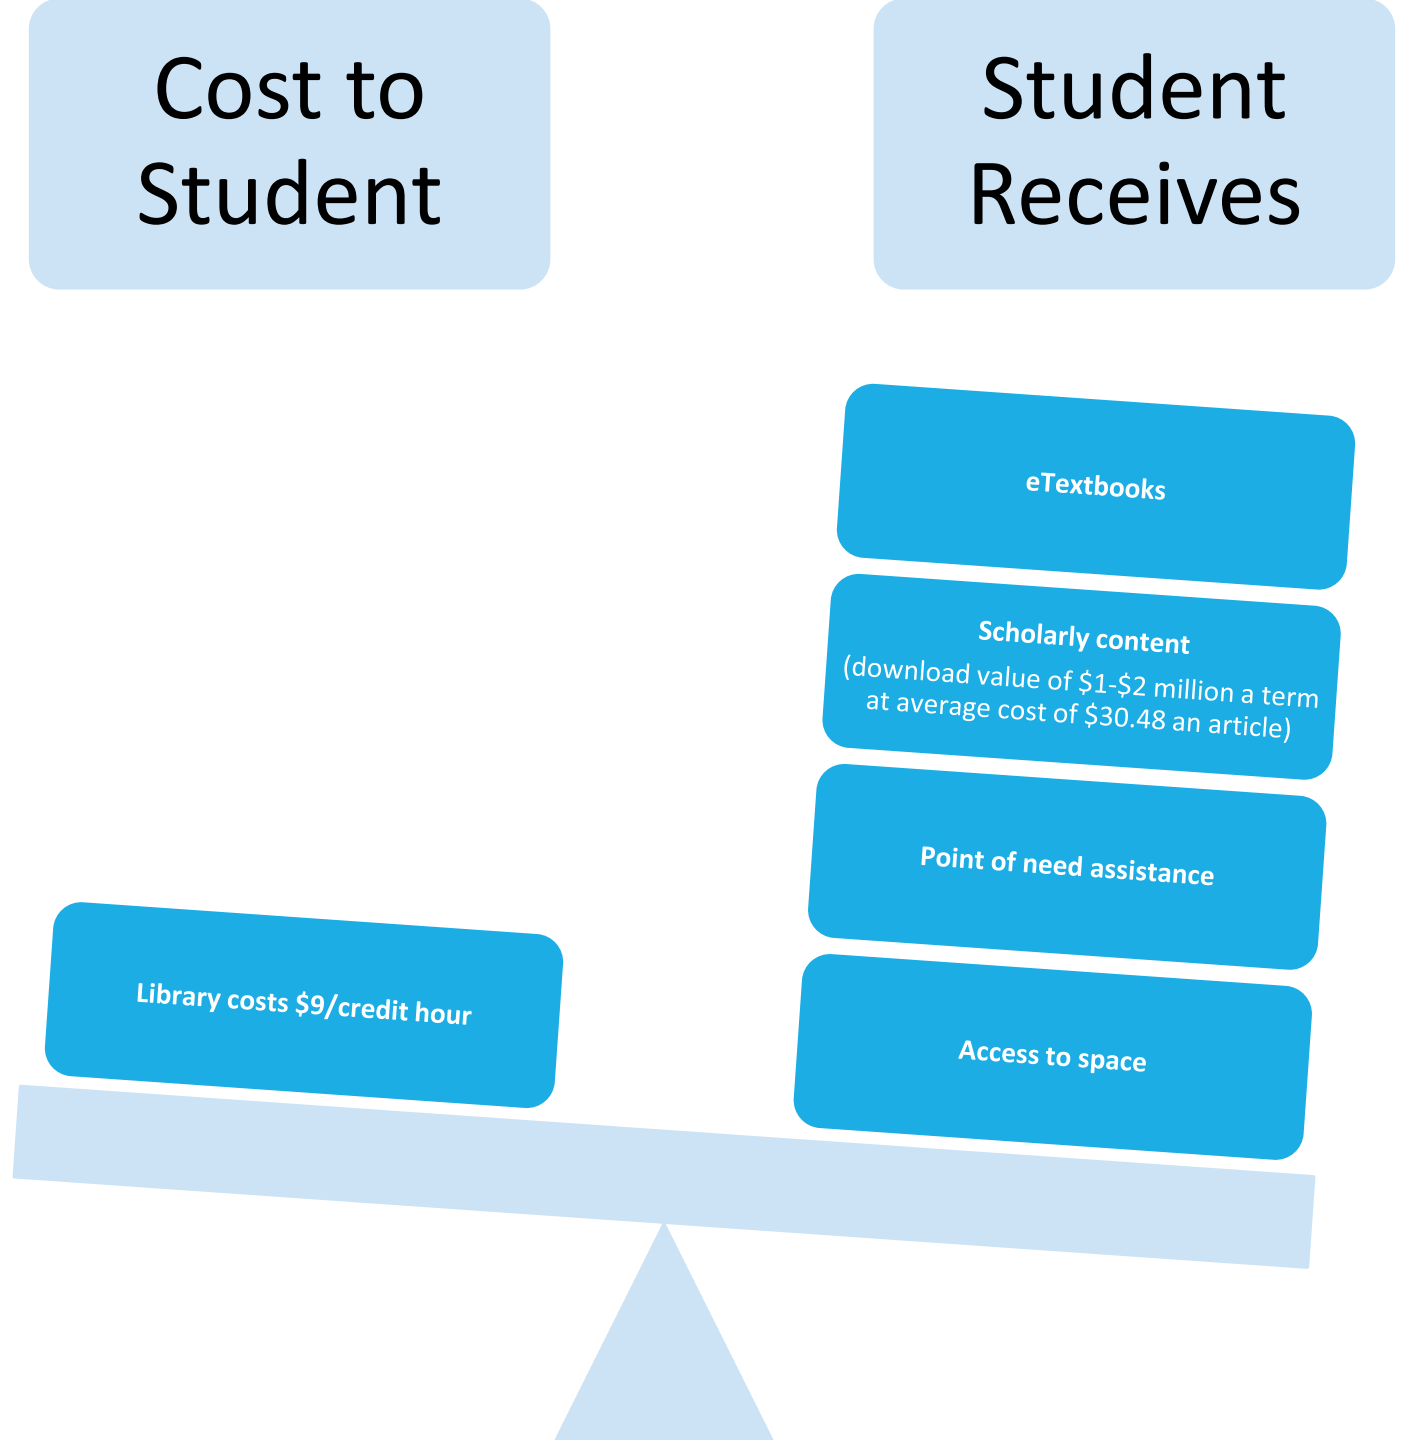 Cost to
Student
Student
Receives
eTextbooks
Scholarly content
(download value of $1-$2 million a term
at average cost of $30.48 an article)
Point of need assistance
Library costs $9/credit hour
Access to space